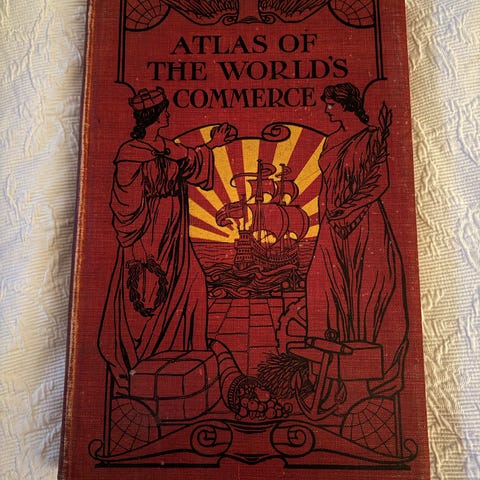 ATLAS OF
THE WORLD'S
COMMERCE